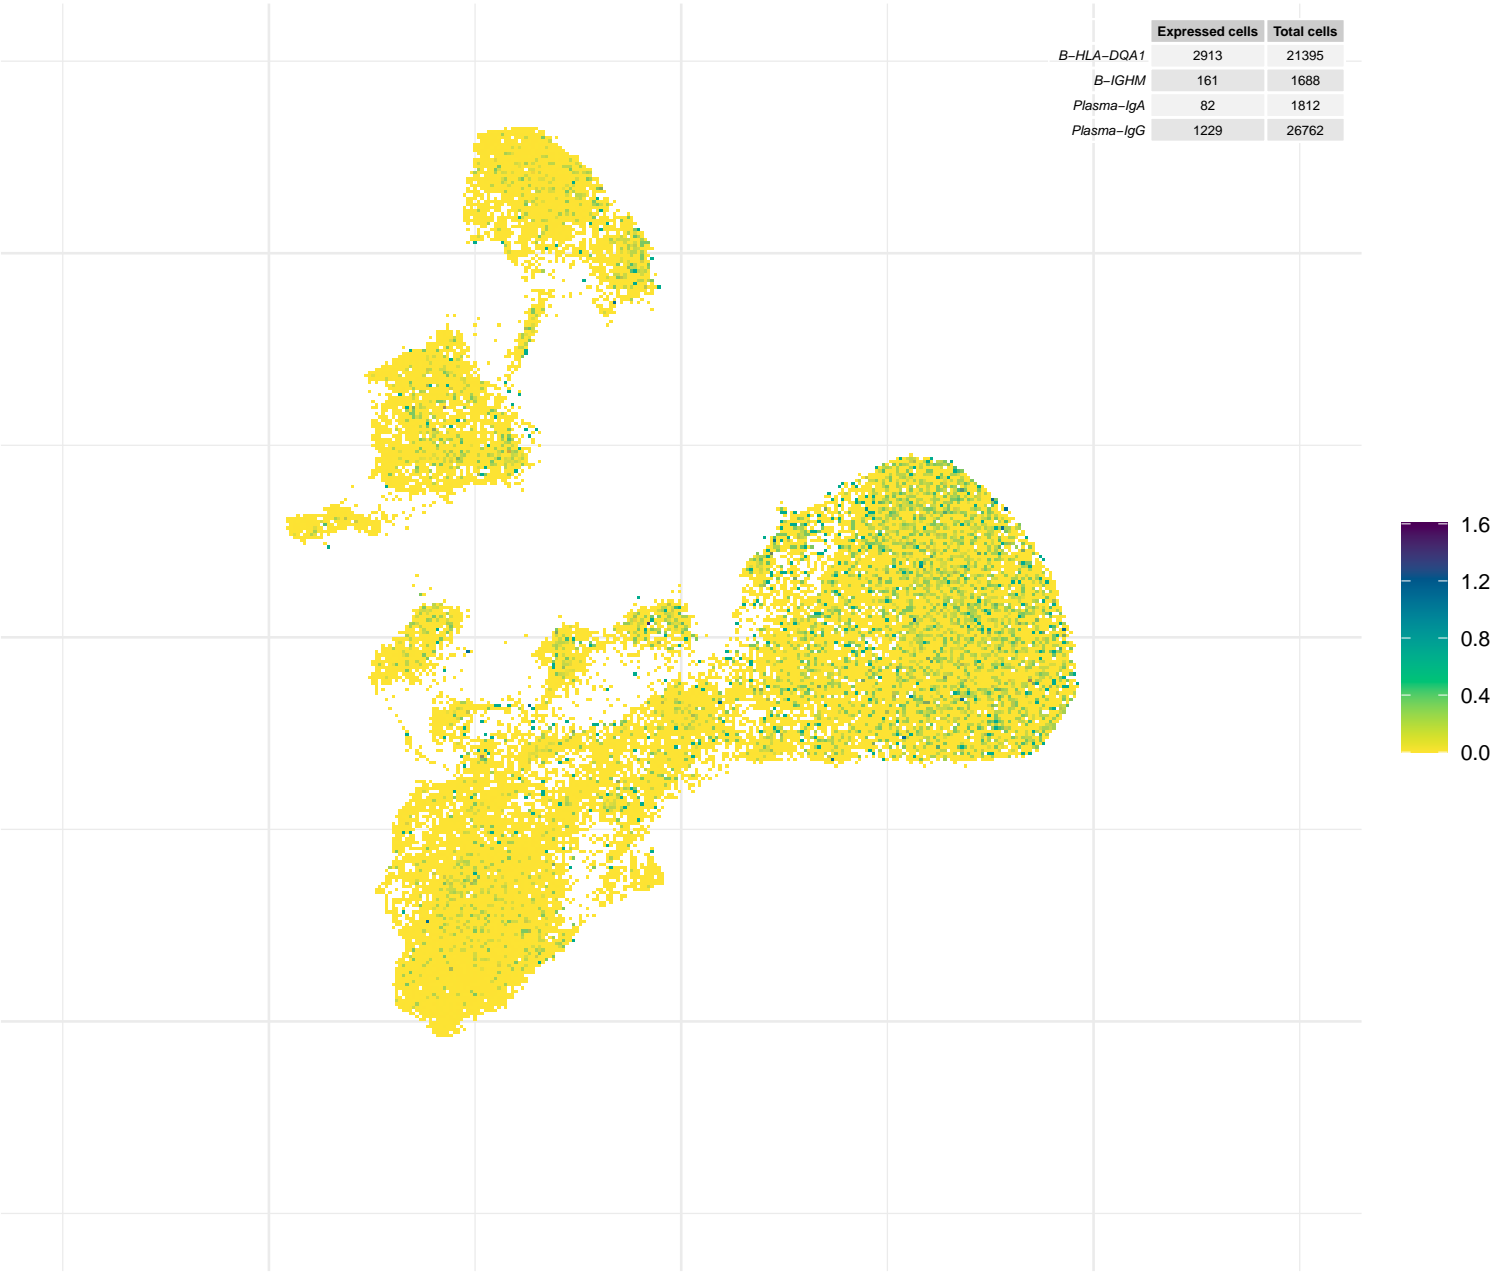 Expressed cells Total cells
B−HLA−DQA1 2913 21395
B−IGHM 161 1688
Plasma−IgA 82 1812
Plasma−IgG 1229 26762
1.6
1.2
0.8
0.4
0.0